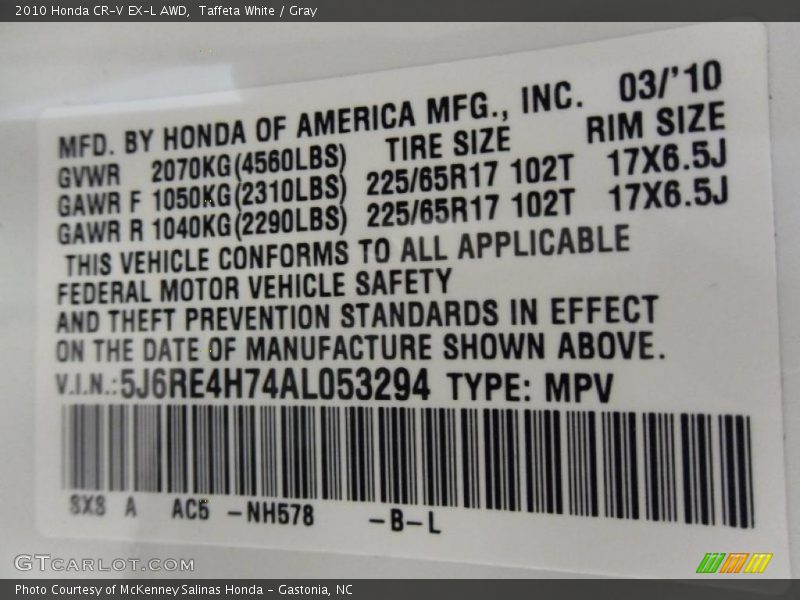 2010 Honda CR-V EX-L AWD, Taffeta White / Gray
MFD. BY HONDA OF AMERICA MFG., INC. 03/'10
GVWR 2070KG(4560LBS) TIRE SIZE RIM SIZE
GAWR F 1050KG(2310LBS) 225/65R17 102T 17X6.5J
GAWR R 1040KG(2290LBS) 225/65R17 102T 17X6.5J
THIS VEHICLE CONFORMS TO ALL APPLICABLE
FEDERAL MOTOR VEHICLE SAFETY
AND THEFT PREVENTION STANDARDS IN EFFECT
ON THE DATE OF MANUFACTURE SHOWN ABOVE.
V.I.N.:5J6RE4H74AL053294 TYPE: MPV
8X8 A AC5 -NH578 -B-L
GTCARLOT.COM
Photo Courtesy of McKenney Salinas Honda - Gastonia, NC